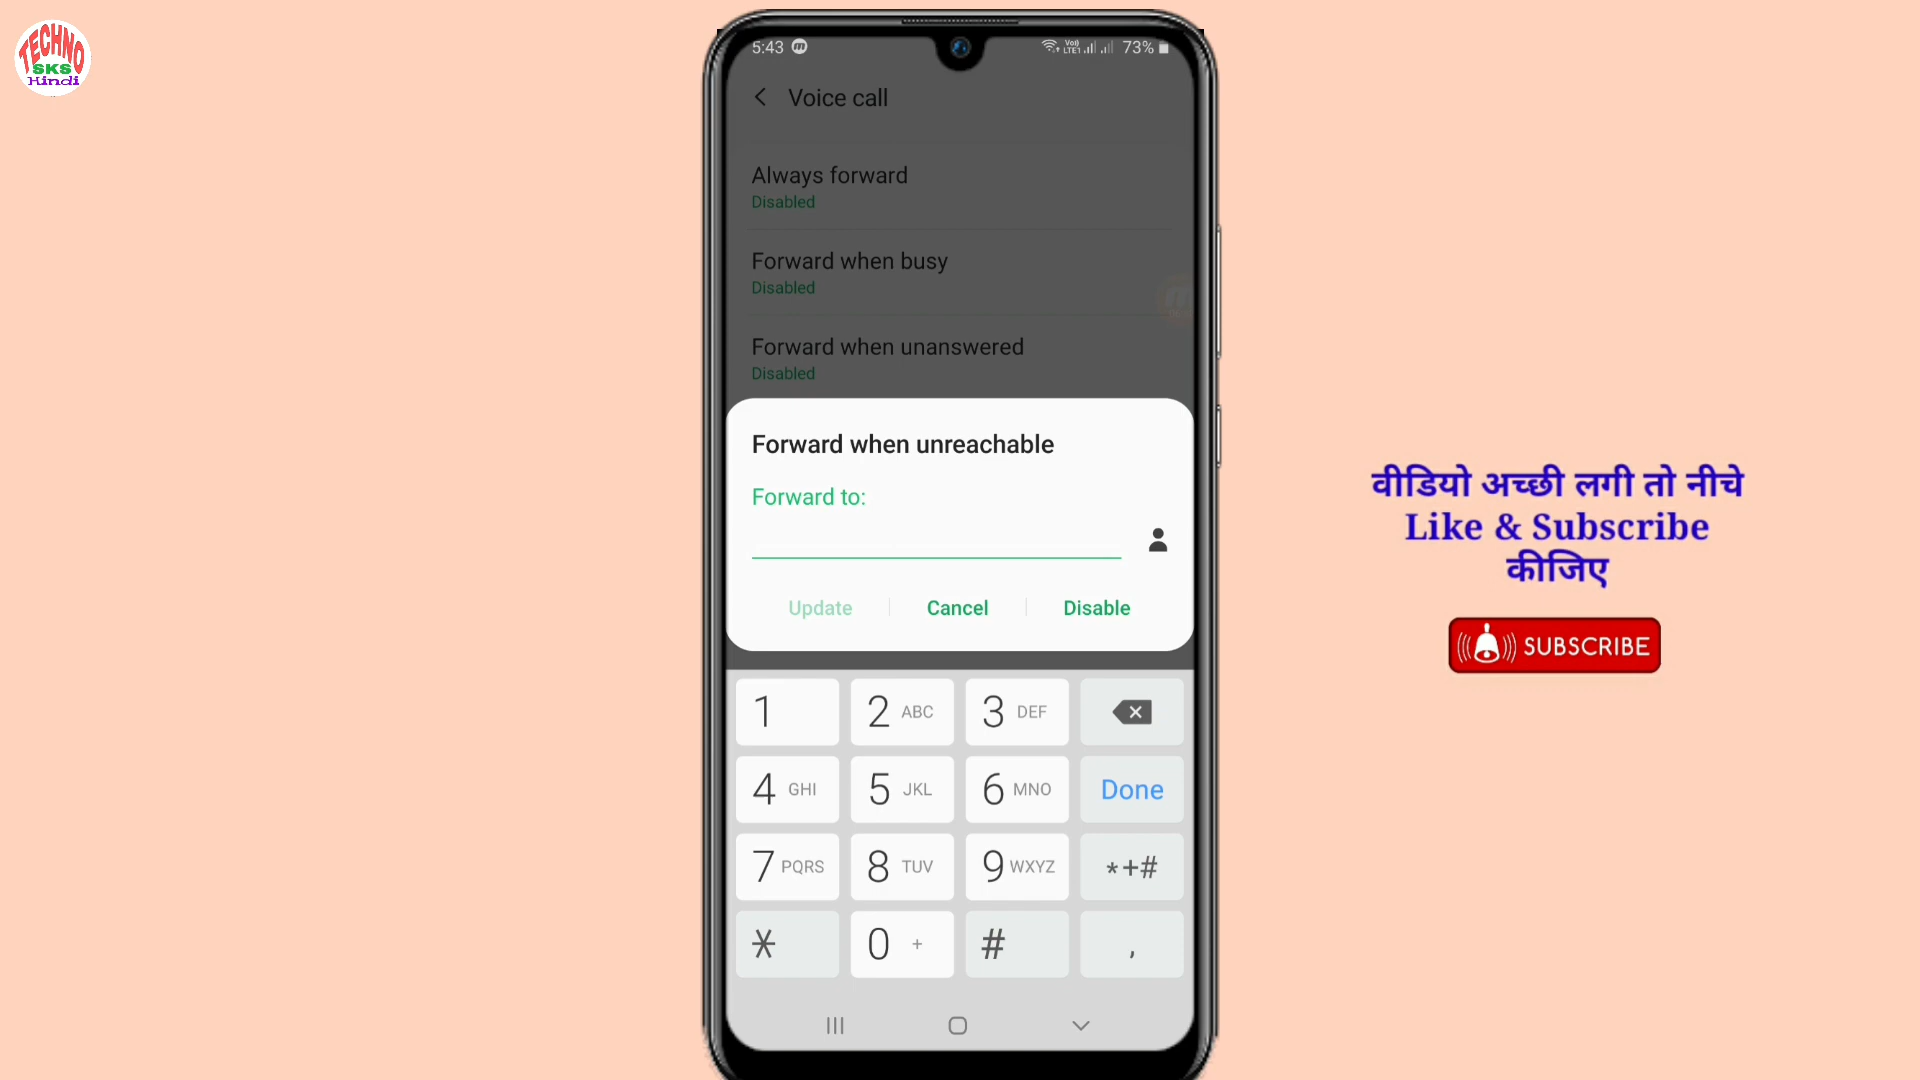 TECHNO
SKS
Hindi
5:43
Vo))
LTE1
73%
Voice call
Always forward
Disabled
Forward when busy
Disabled
Forward when unanswered
Disabled
Forward when unreachable
Forward to:
Update Cancel Disable
1 2 ABC 3 DEF
4 GHI 5 JKL 6 MNO Done
7 PQRS 8 TUV 9 WXYZ *+#
* 0 + # ,
वीडियो अच्छी लगी तो नीचे
Like & Subscribe
कीजिए
SUBSCRIBE